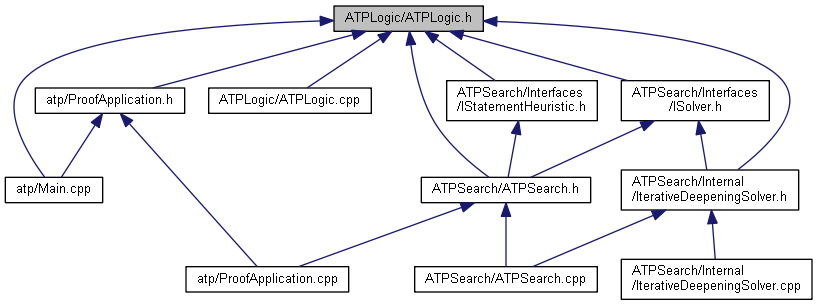 ATPLogic/ATPLogic.h
atp/ProofApplication.h
ATPLogic/ATPLogic.cpp
ATPSearch/Interfaces
/IStatementHeuristic.h
ATPSearch/Interfaces
/ISolver.h
atp/Main.cpp
ATPSearch/ATPSearch.h
ATPSearch/Internal
/IterativeDeepeningSolver.h
atp/ProofApplication.cpp
ATPSearch/ATPSearch.cpp
ATPSearch/Internal
/IterativeDeepeningSolver.cpp